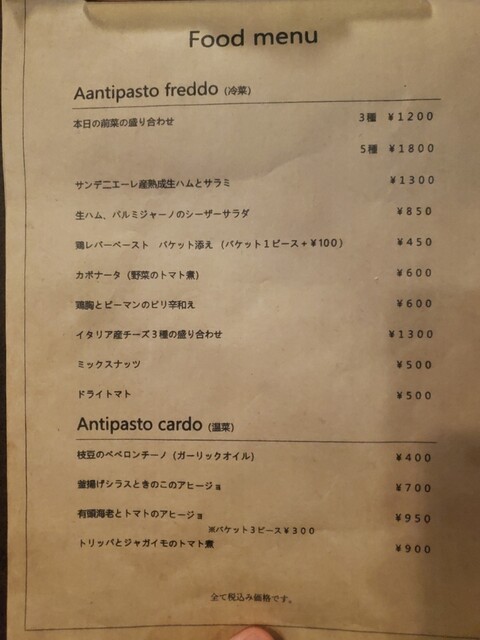 Food menu
Aantipasto freddo (冷菜)
本日の前菜の盛り合わせ 3種 ¥1200
5種 ¥1800
サンデニエーレ産熟成生ハムとサラミ ¥1300
生ハム、パルミジャーノのシーザーサラダ ¥850
鶏レバーペースト バケット添え (バケット1ピース+¥100) ¥450
カポナータ (野菜のトマト煮) ¥600
鶏胸とピーマンのピリ辛和え ¥600
イタリア産チーズ3種の盛り合わせ ¥1300
ミックスナッツ ¥500
ドライトマト ¥500
Antipasto cardo (温菜)
枝豆のペペロンチーノ (ガーリックオイル) ¥400
釜揚げシラスときのこのアヒージョ ¥700
有頭海老とトマトのアヒージョ ¥950
※バケット3ピース¥300
トリッパとジャガイモのトマト煮 ¥900
全て税込み価格です。